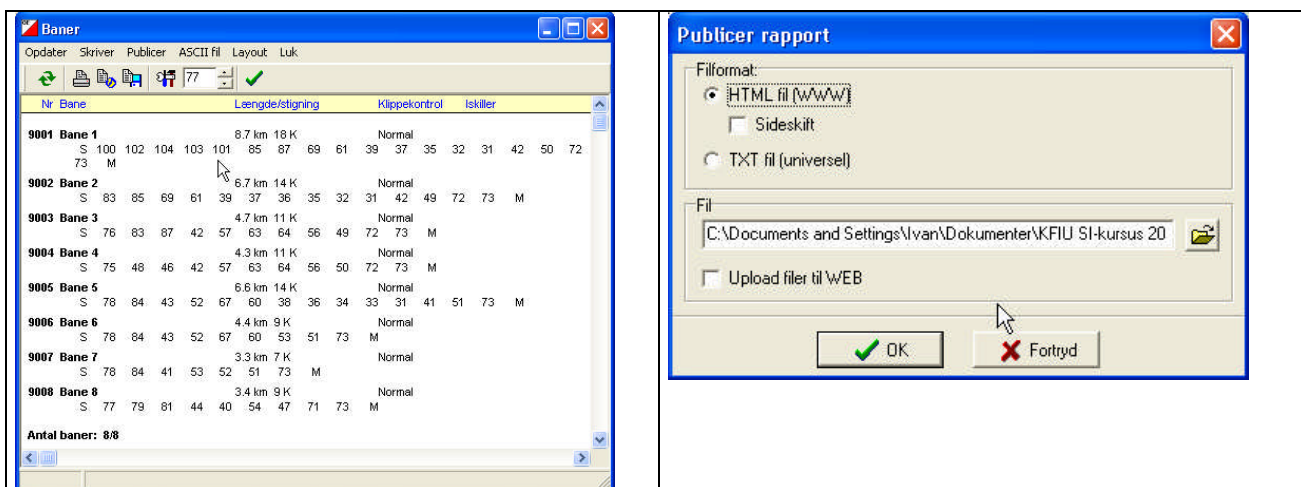 Baner
Opdater Skriver Publicer ASCII fil Layout Luk
77
Nr Bane Længde/stigning Klippekontrol Iskiller
9001 Bane 1 8.7 km 18 K Normal
S 100 102 104 103 101 85 87 69 61 39 37 35 32 31 42 50 72
73 M
9002 Bane 2 6.7 km 14 K Normal
S 83 85 69 61 39 37 36 35 32 31 42 49 72 73 M
9003 Bane 3 4.7 km 11 K Normal
S 76 83 87 42 57 63 64 56 49 72 73 M
9004 Bane 4 4.3 km 11 K Normal
S 75 48 46 42 57 63 64 56 50 72 73 M
9005 Bane 5 6.6 km 14 K Normal
S 78 84 43 52 67 60 38 36 34 33 31 41 51 73 M
9006 Bane 6 4.4 km 9 K Normal
S 78 84 43 52 67 60 53 51 73 M
9007 Bane 7 3.3 km 7 K Normal
S 78 84 41 53 52 51 73 M
9008 Bane 8 3.4 km 9 K Normal
S 77 79 81 44 40 54 47 71 73 M
Antal baner: 8/8
Publicer rapport
Filformat:
HTML fil (WWW)
Sideskift
TXT fil (universel)
Fil
C:\Documents and Settings\Ivan\Dokumenter\KFIU SI-kursus 20
Upload filer til WEB
OK Fortryd